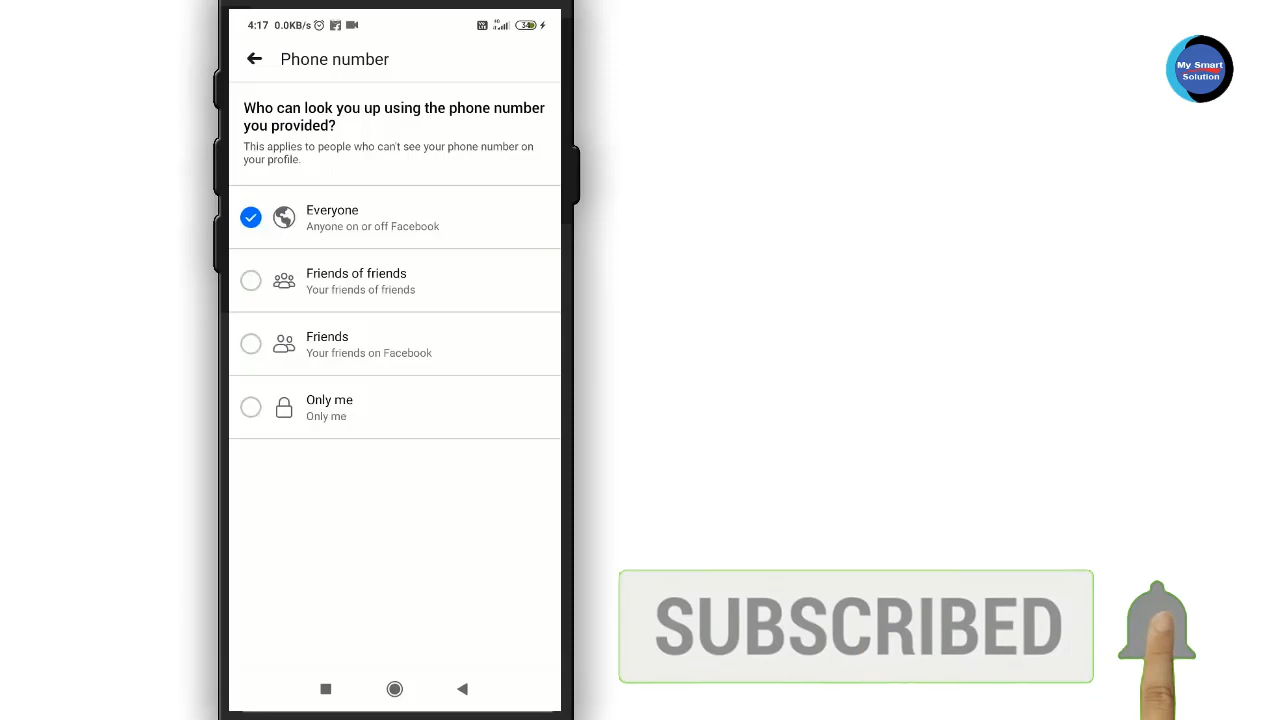 4:17 0.0KB/s
4G
34
Phone number
Who can look you up using the phone number
you provided?
This applies to people who can't see your phone number on
your profile.
Everyone
Anyone on or off Facebook
Friends of friends
Your friends of friends
Friends
Your friends on Facebook
Only me
Only me
My Smart
Solution
SUBSCRIBED